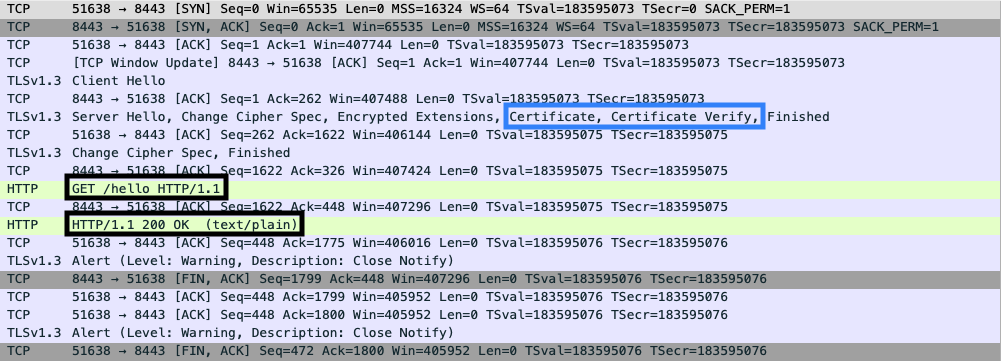 TCP 51638 → 8443 [SYN] Seq=0 Win=65535 Len=0 MSS=16324 WS=64 TSval=183595073 TSecr=0 SACK_PERM=1
TCP 8443 → 51638 [SYN, ACK] Seq=0 Ack=1 Win=65535 Len=0 MSS=16324 WS=64 TSval=183595073 TSecr=183595073 SACK_PERM=1
TCP 51638 → 8443 [ACK] Seq=1 Ack=1 Win=407744 Len=0 TSval=183595073 TSecr=183595073
TCP [TCP Window Update] 8443 → 51638 [ACK] Seq=1 Ack=1 Win=407744 Len=0 TSval=183595073 TSecr=183595073
TLSv1.3 Client Hello
TCP 8443 → 51638 [ACK] Seq=1 Ack=262 Win=407488 Len=0 TSval=183595073 TSecr=183595073
TLSv1.3 Server Hello, Change Cipher Spec, Encrypted Extensions, Certificate, Certificate Verify, Finished
TCP 51638 → 8443 [ACK] Seq=262 Ack=1622 Win=406144 Len=0 TSval=183595075 TSecr=183595075
TLSv1.3 Change Cipher Spec, Finished
TCP 8443 → 51638 [ACK] Seq=1622 Ack=326 Win=407424 Len=0 TSval=183595075 TSecr=183595075
HTTP GET /hello HTTP/1.1
TCP 8443 → 51638 [ACK] Seq=1622 Ack=448 Win=407296 Len=0 TSval=183595075 TSecr=183595075
HTTP HTTP/1.1 200 OK (text/plain)
TCP 51638 → 8443 [ACK] Seq=448 Ack=1775 Win=406016 Len=0 TSval=183595076 TSecr=183595076
TLSv1.3 Alert (Level: Warning, Description: Close Notify)
TCP 8443 → 51638 [FIN, ACK] Seq=1799 Ack=448 Win=407296 Len=0 TSval=183595076 TSecr=183595076
TCP 51638 → 8443 [ACK] Seq=448 Ack=1799 Win=405952 Len=0 TSval=183595076 TSecr=183595076
TCP 51638 → 8443 [ACK] Seq=448 Ack=1800 Win=405952 Len=0 TSval=183595076 TSecr=183595076
TLSv1.3 Alert (Level: Warning, Description: Close Notify)
TCP 51638 → 8443 [FIN, ACK] Seq=472 Ack=1800 Win=405952 Len=0 TSval=183595076 TSecr=183595076